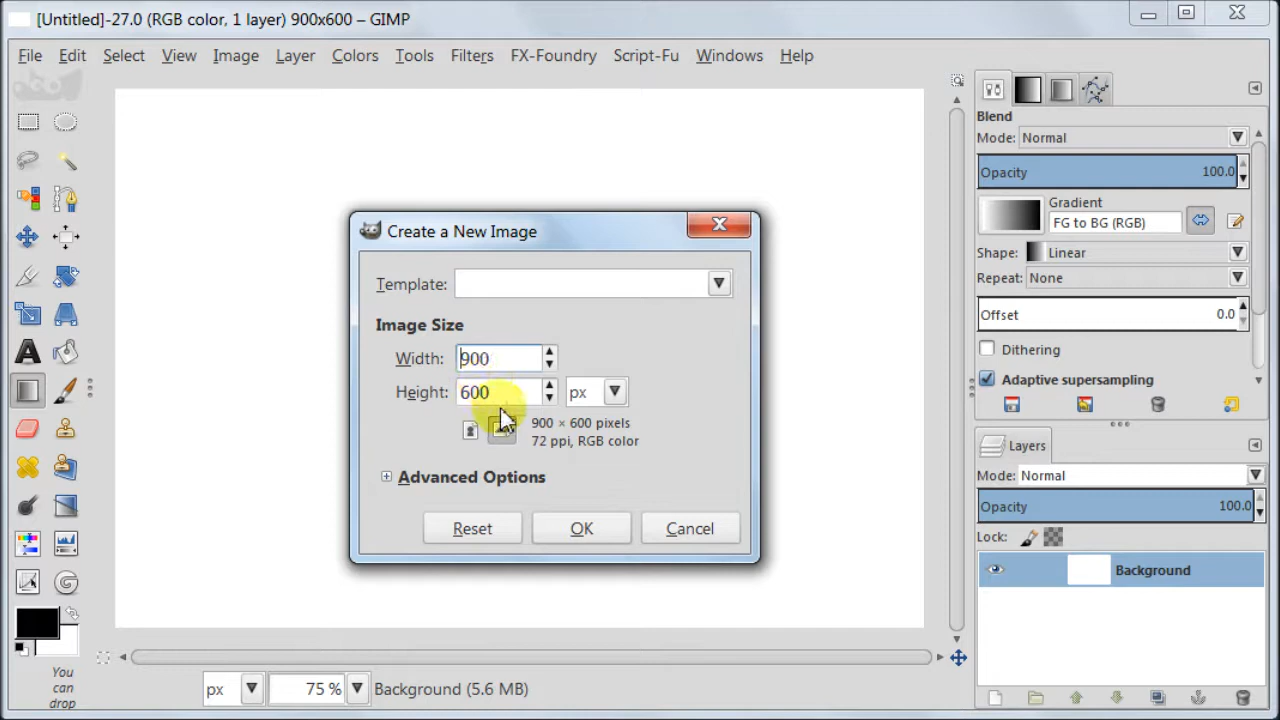 [Untitled]-27.0 (RGB color, 1 layer) 900x600 – GIMP
File Edit Select View Image Layer Colors Tools Filters FX-Foundry Script-Fu Windows Help
Blend
Mode: Normal
Opacity 100.0
Gradient
FG to BG (RGB)
Shape: Linear
Repeat: None
Offset 0.0
Dithering
Adaptive supersampling
Layers
Mode: Normal
Opacity 100.0
Lock:
Background
Create a New Image
Template:
Image Size
Width: 900
Height: 600 px
900 × 600 pixels
72 ppi, RGB color
Advanced Options
Reset OK Cancel
You
can
drop
px 75 % Background (5.6 MB)